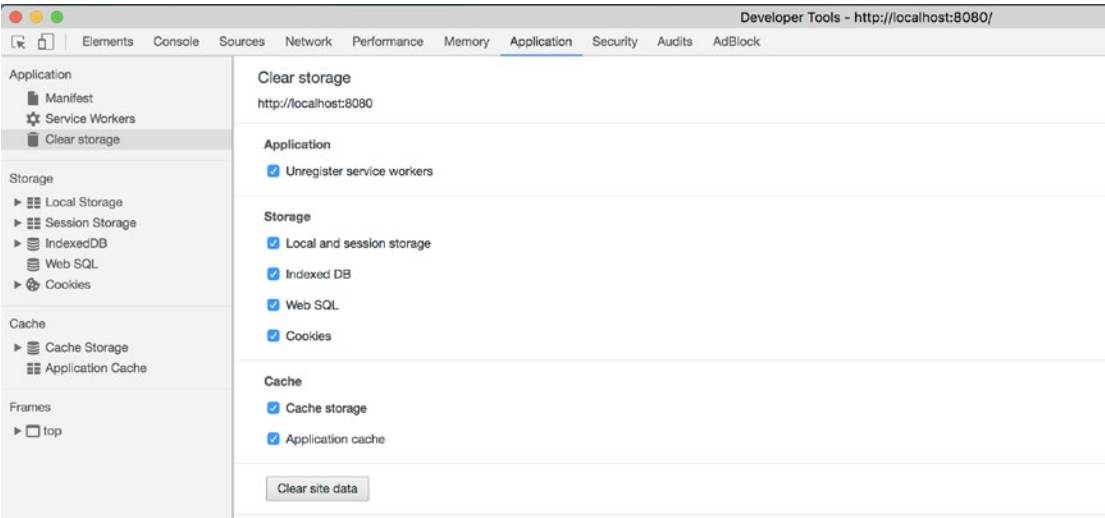 Developer Tools - http://localhost:8080/
Elements Console Sources Network Performance Memory Application Security Audits AdBlock
Application
Manifest
Service Workers
Clear storage
Storage
Local Storage
Session Storage
IndexedDB
Web SQL
Cookies
Cache
Cache Storage
Application Cache
Frames
top
Clear storage
http://localhost:8080
Application
Unregister service workers
Storage
Local and session storage
Indexed DB
Web SQL
Cookies
Cache
Cache storage
Application cache
Clear site data